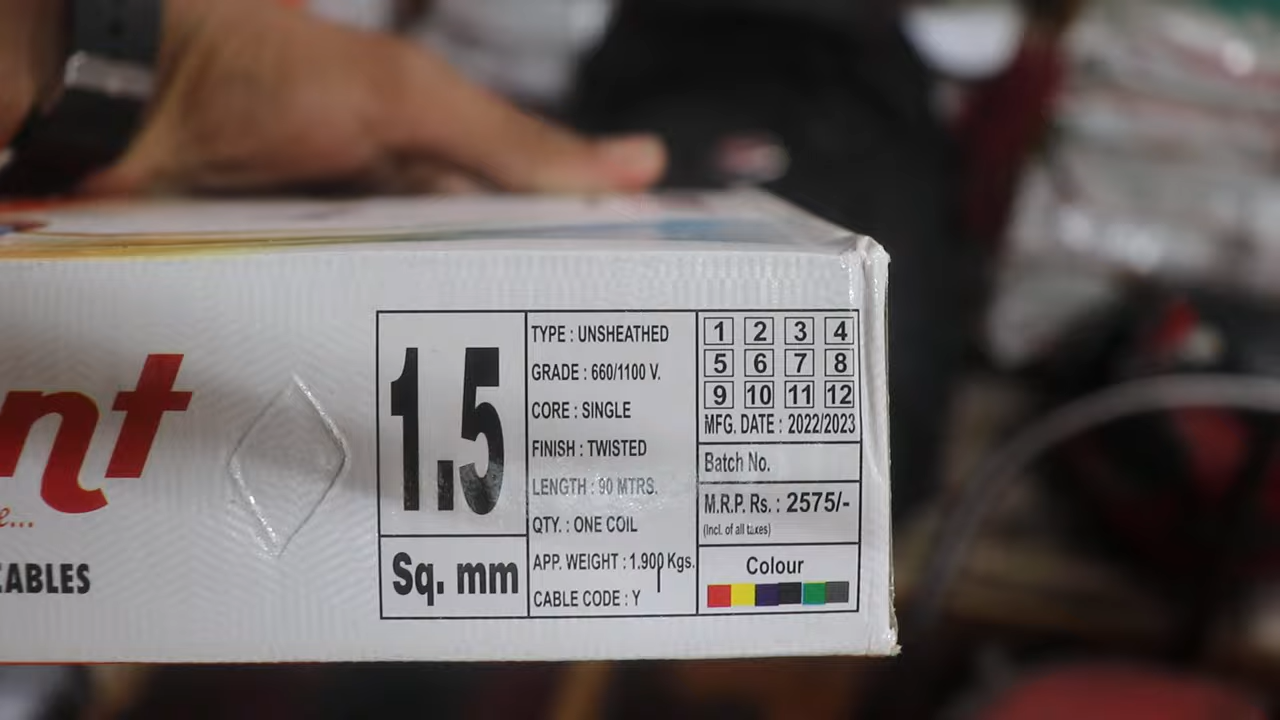 nt
e...
CABLES
1.5
Sq. mm
TYPE : UNSHEATHED
GRADE : 660/1100 V.
CORE : SINGLE
FINISH : TWISTED
LENGTH : 90 MTRS.
QTY. : ONE COIL
APP. WEIGHT : 1.900 Kgs.
CABLE CODE : Y
1 2 3 4
5 6 7 8
9 10 11 12
MFG. DATE : 2022/2023
Batch No.
M.R.P. Rs. : 2575/-
(Incl. of all taxes)
Colour